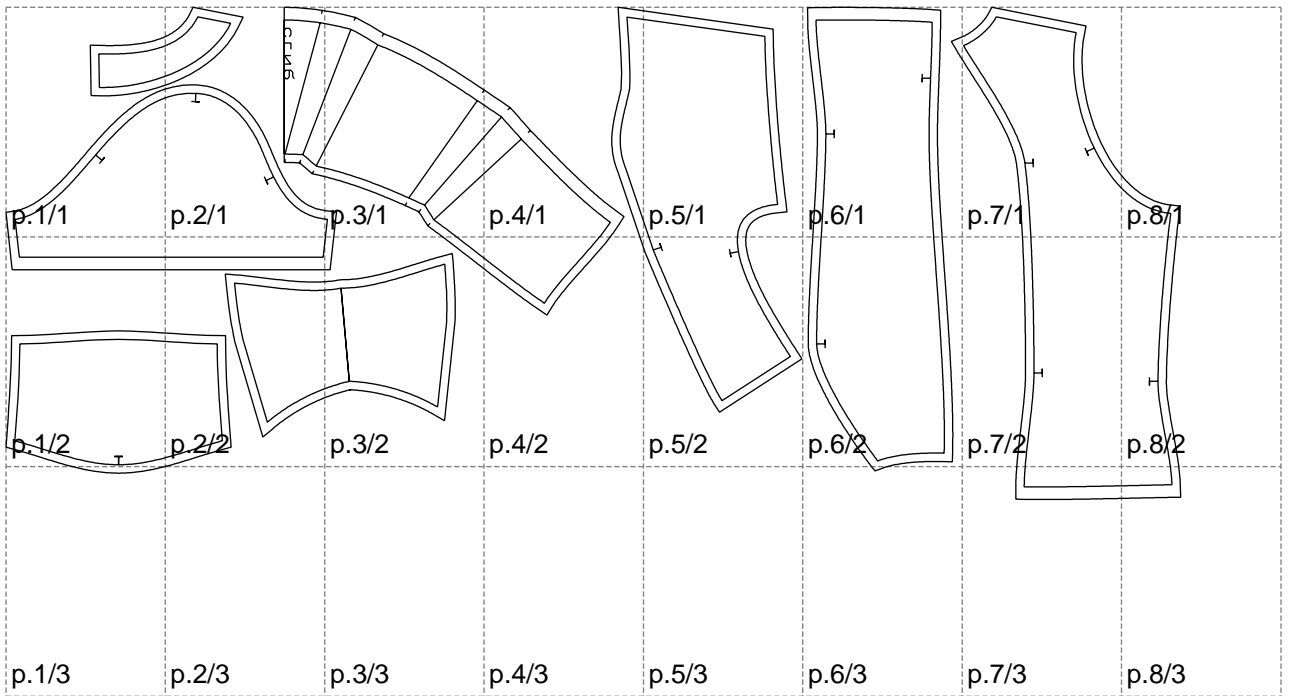 сгиб
p.1/1 p.2/1 p.3/1 p.4/1 p.5/1 p.6/1 p.7/1 p.8/1
p.1/2 p.2/2 p.3/2 p.4/2 p.5/2 p.6/2 p.7/2 p.8/2
p.1/3 p.2/3 p.3/3 p.4/3 p.5/3 p.6/3 p.7/3 p.8/3